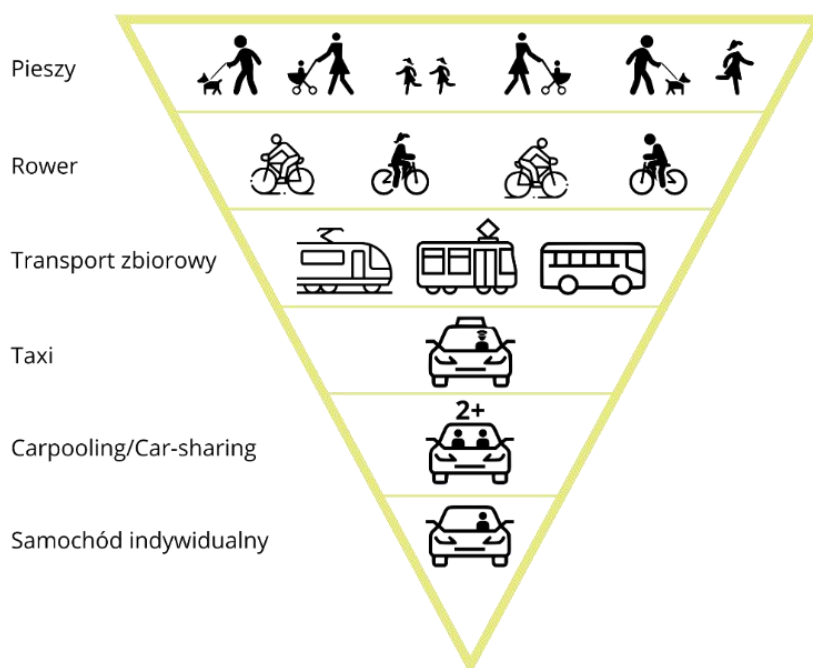 Pieszy
Rower
Transport zbiorowy
Taxi
2+
Carpooling/Car-sharing
Samochód indywidualny